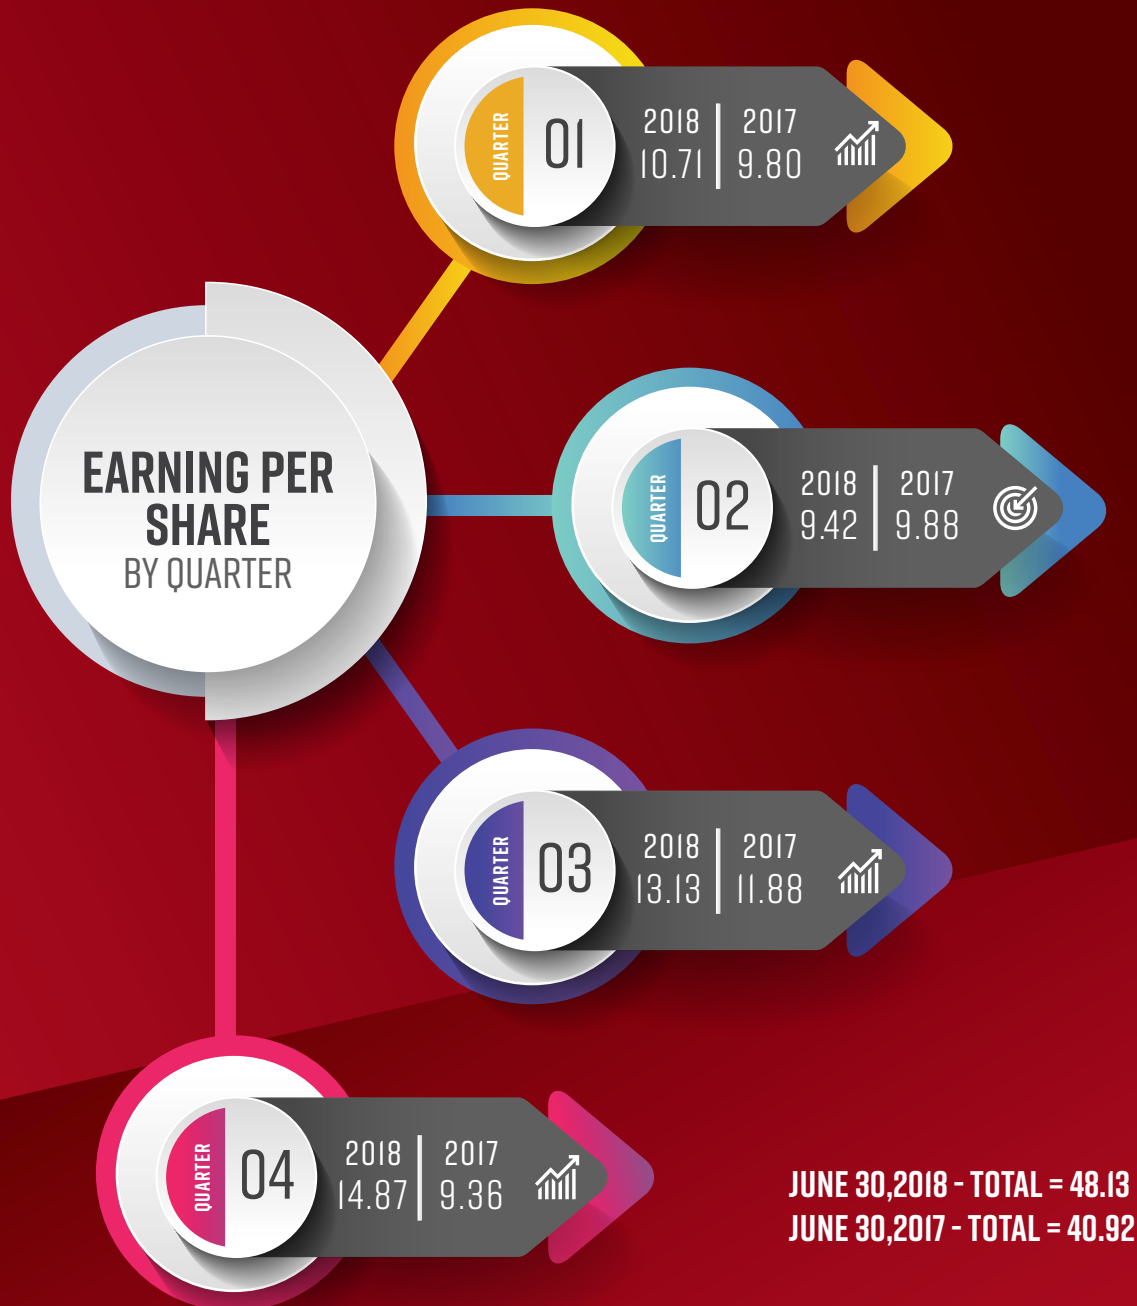 QUARTER
01
2018 | 2017
10.71 | 9.80
EARNING PER
SHARE
BY QUARTER
QUARTER
02
2018 | 2017
9.42 | 9.88
QUARTER
03
2018 | 2017
13.13 | 11.88
QUARTER
04
2018 | 2017
14.87 | 9.36
JUNE 30,2018 - TOTAL = 48.13
JUNE 30,2017 - TOTAL = 40.92